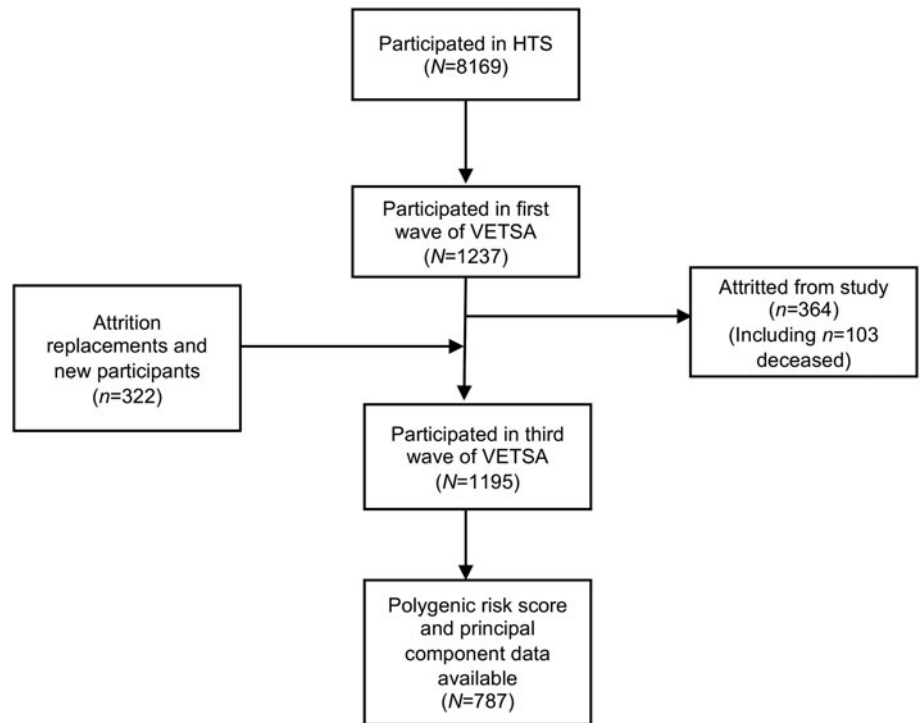 Participated in HTS
(N=8169)
Participated in first
wave of VETSA
(N=1237)
Attrition
replacements and
new participants
(n=322)
Attritted from study
(n=364)
(Including n=103
deceased)
Participated in third
wave of VETSA
(N=1195)
Polygenic risk score
and principal
component data
available
(N=787)